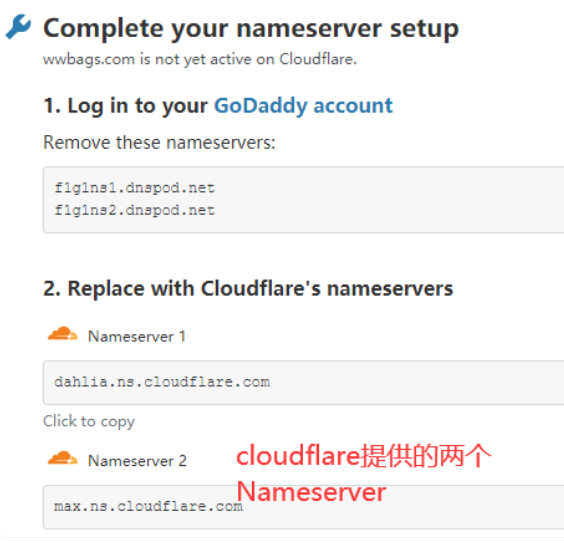 Complete your nameserver setup
wwbags.com is not yet active on Cloudflare.
1. Log in to your GoDaddy account
Remove these nameservers:
f1g1ns1.dnspod.net
f1g1ns2.dnspod.net
2. Replace with Cloudflare's nameservers
Nameserver 1
dahlia.ns.cloudflare.com
Click to copy
Nameserver 2
cloudflare提供的两个
Nameserver
max.ns.cloudflare.com